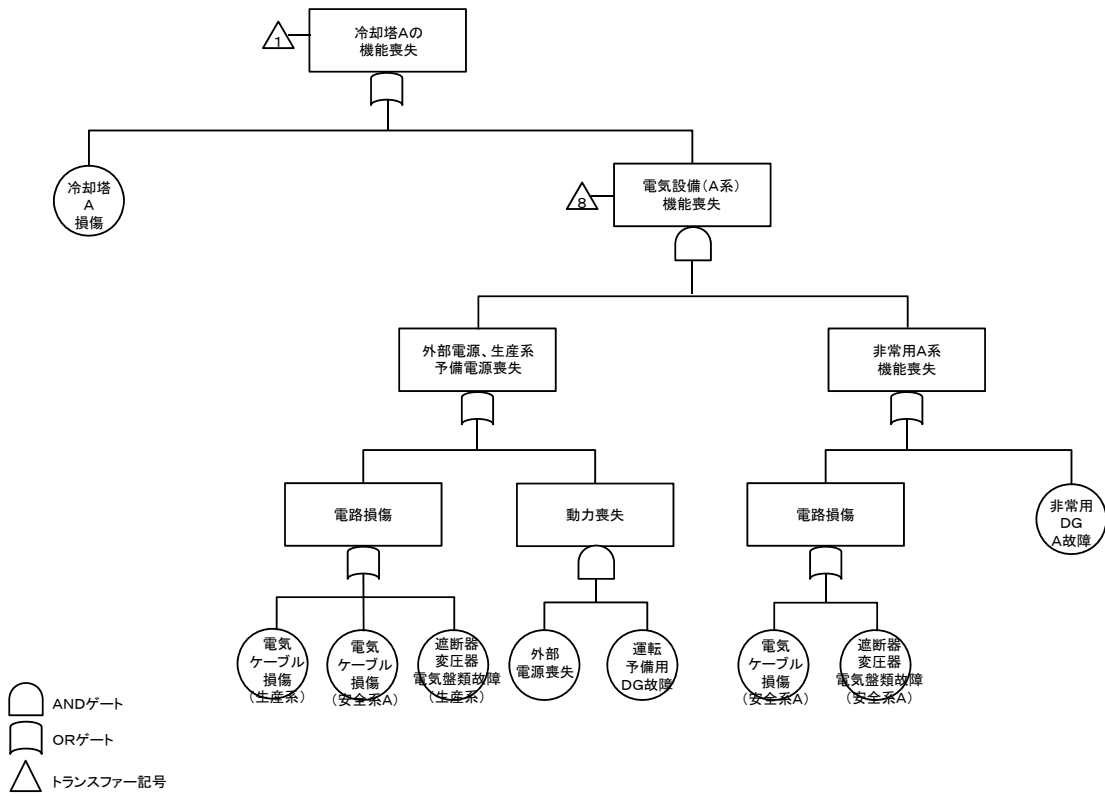 冷却塔Aの
機能喪失
1
冷却塔
A
損傷
電気設備(A系)
機能喪失
8
外部電源、生産系
予備電源喪失
非常用A系
機能喪失
電路損傷
動力喪失
電路損傷
非常用
DG
A故障
電気
ケーブル
損傷
(生産系)
電気
ケーブル
損傷
(安全系A)
遮断器
変圧器
電気盤類故障
(生産系)
外部
電源喪失
運転
予備用
DG故障
電気
ケーブル
損傷
(安全系A)
遮断器
変圧器
電気盤類故障
(安全系A)
ANDゲート
ORゲート
トランスファー記号